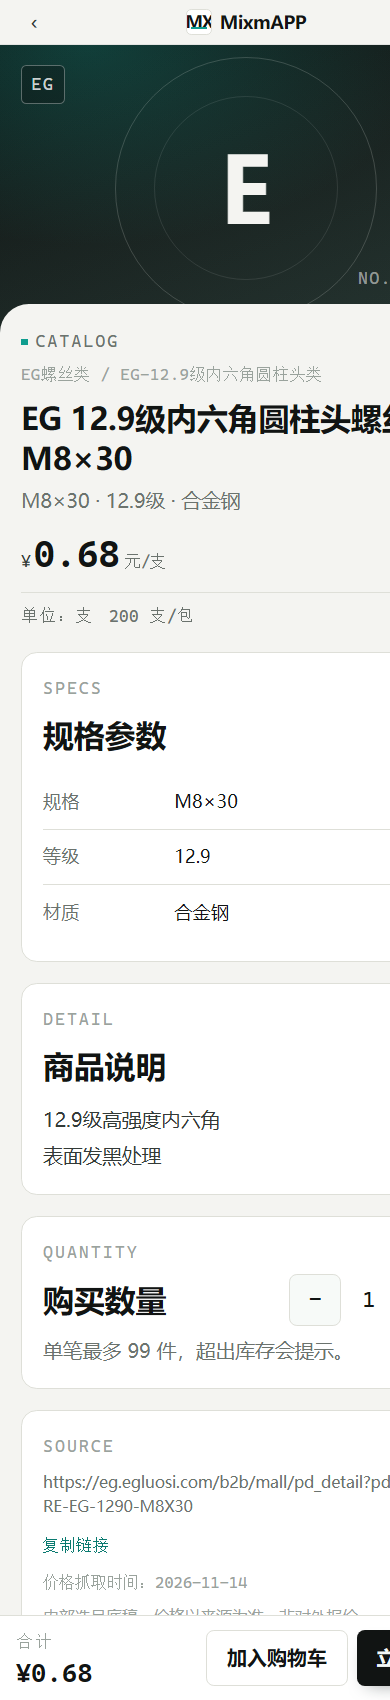 ‹
MX MixmAPP
EG
E
NO.
CATALOG
EG螺丝类 / EG-12.9级内六角圆柱头类
EG 12.9级内六角圆柱头螺丝
M8×30
M8×30 · 12.9级 · 合金钢
¥0.68元/支
单位：支 200 支/包
SPECS
规格参数
规格 M8×30
等级 12.9
材质 合金钢
DETAIL
商品说明
12.9级高强度内六角
表面发黑处理
QUANTITY
购买数量 − 1
单笔最多 99 件，超出库存会提示。
SOURCE
https://eg.egluosi.com/b2b/mall/pd_detail?pd
RE-EG-1290-M8X30
复制链接
价格抓取时间：2026-11-14
合计
¥0.68
加入购物车
立